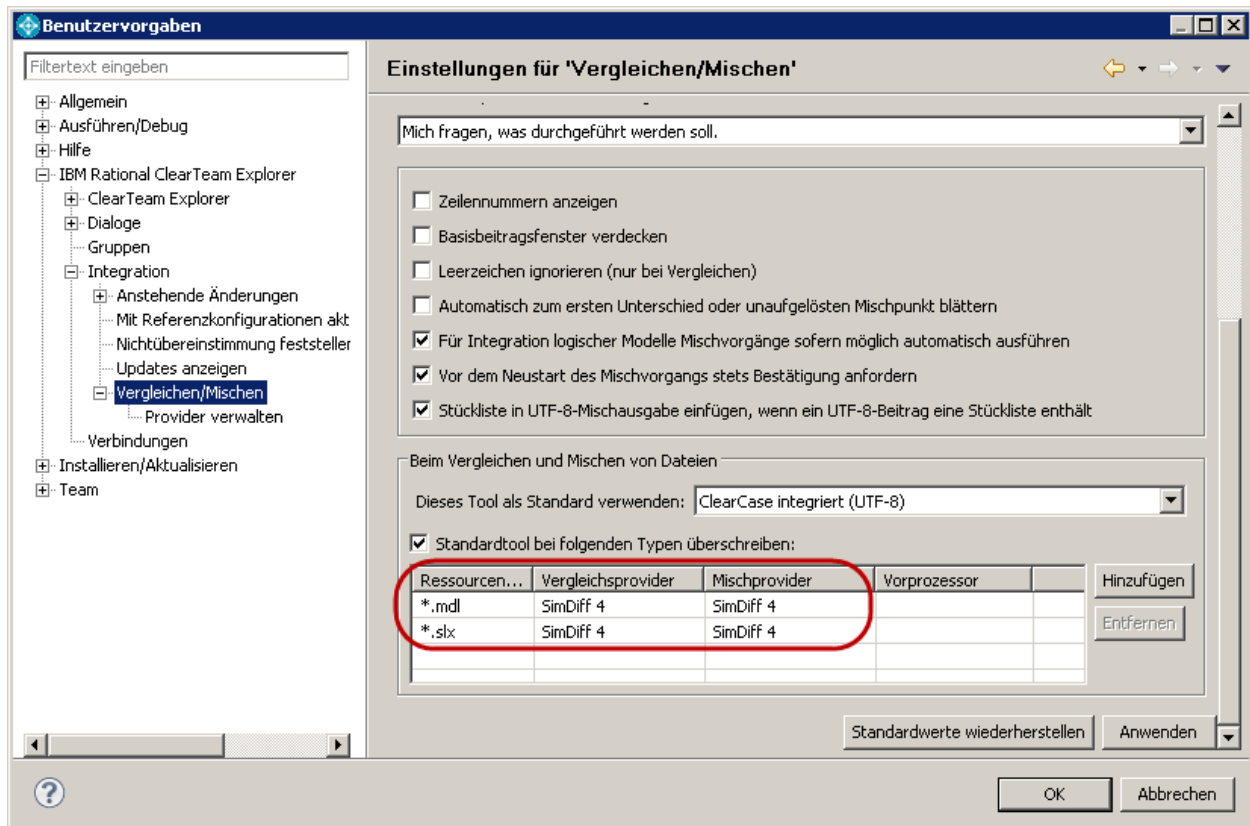 Benutzervorgaben
Filtertext eingeben
Allgemein
Ausführen/Debug
Hilfe
IBM Rational ClearTeam Explorer
ClearTeam Explorer
Dialoge
Gruppen
Integration
Anstehende Änderungen
Mit Referenzkonfigurationen akt
Nichtübereinstimmung feststeller
Updates anzeigen
Vergleichen/Mischen
Provider verwalten
Verbindungen
Installieren/Aktualisieren
Team
Einstellungen für 'Vergleichen/Mischen'
Mich fragen, was durchgeführt werden soll.
Zeilennummern anzeigen
Basisbeitragsfenster verdecken
Leerzeichen ignorieren (nur bei Vergleichen)
Automatisch zum ersten Unterschied oder unaufgelösten Mischpunkt blättern
Für Integration logischer Modelle Mischvorgänge sofern möglich automatisch ausführen
Vor dem Neustart des Mischvorgangs stets Bestätigung anfordern
Stückliste in UTF-8-Mischausgabe einfügen, wenn ein UTF-8-Beitrag eine Stückliste enthält
Beim Vergleichen und Mischen von Dateien
Dieses Tool als Standard verwenden: ClearCase integriert (UTF-8)
Standardtool bei folgenden Typen überschreiben:
Ressourcen... Vergleichsprovider Mischprovider Vorprozessor
*.mdl SimDiff 4 SimDiff 4
*.slx SimDiff 4 SimDiff 4
Hinzufügen
Entfernen
Standardwerte wiederherstellen Anwenden
? OK Abbrechen